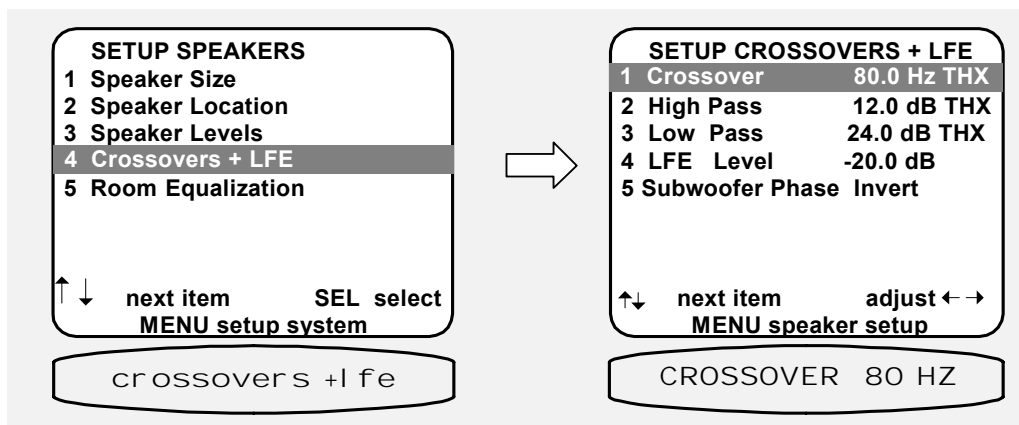 SETUP SPEAKERS
1 Speaker Size
2 Speaker Location
3 Speaker Levels
4 Crossovers + LFE
5 Room Equalization
↑ ↓ next item SEL select
MENU setup system
crossovers +lfe
SETUP CROSSOVERS + LFE
1 Crossover 80.0 Hz THX
2 High Pass 12.0 dB THX
3 Low Pass 24.0 dB THX
4 LFE Level -20.0 dB
5 Subwoofer Phase Invert
↑↓ next item adjust ← →
MENU speaker setup
CROSSOVER 80 HZ